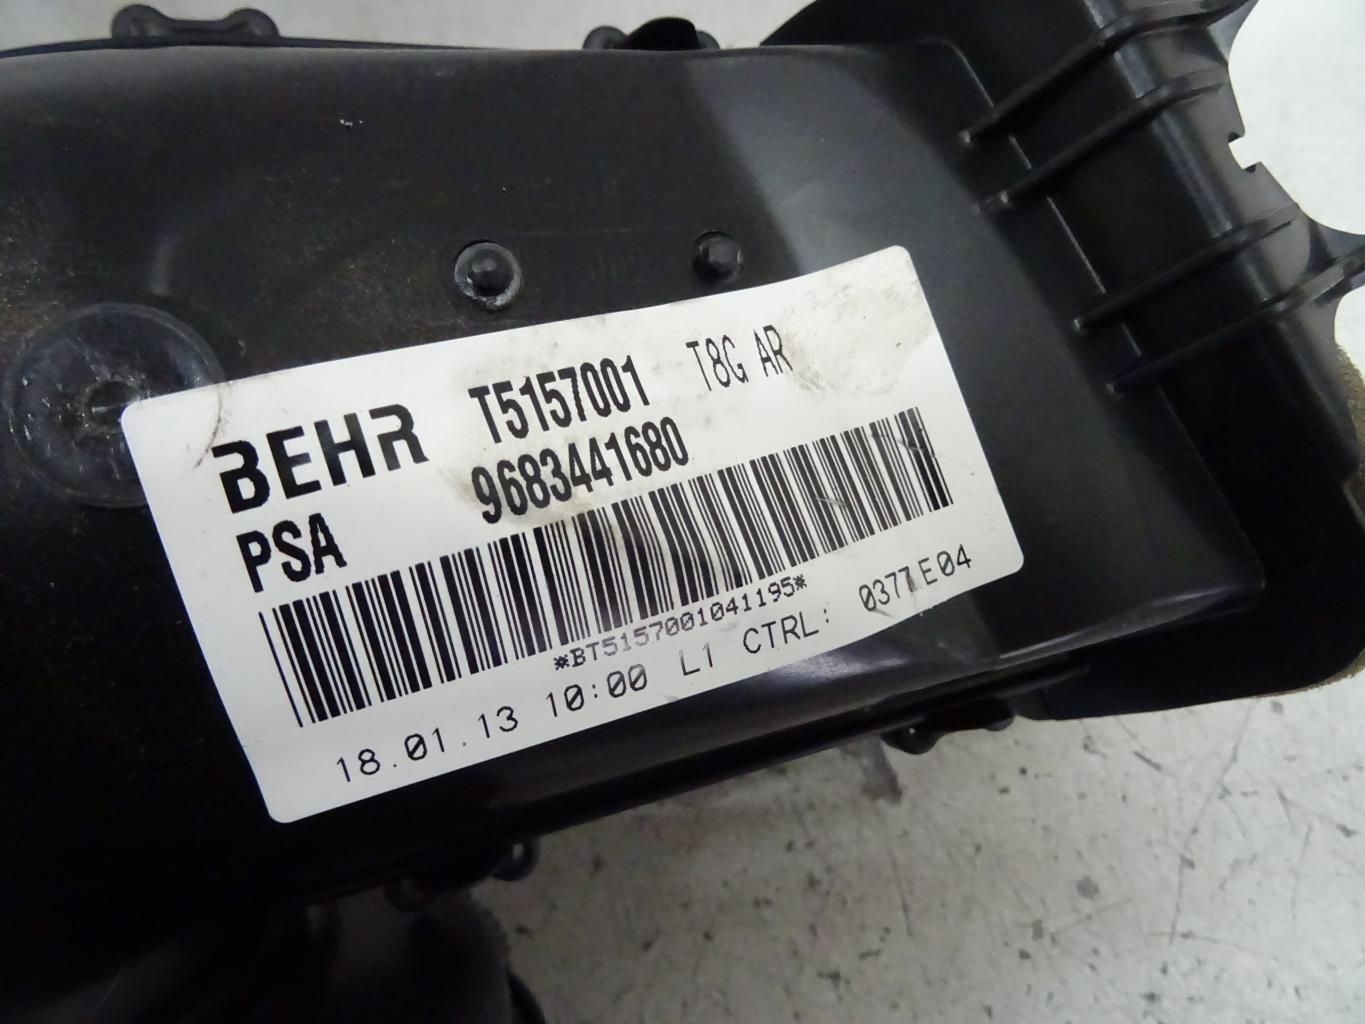 BEHR T5157001 T8G AR
PSA 9683441680
*BT5157001041195*
18.01.13 10:00 L1 CTRL: 0377E04